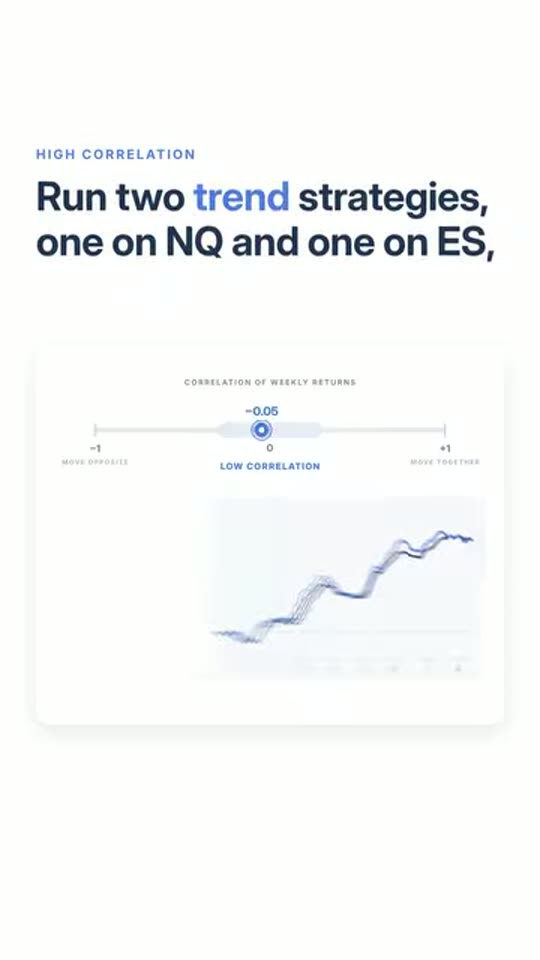 HIGH CORRELATION
Run two trend strategies,
one on NQ and one on ES,
CORRELATION OF WEEKLY RETURNS
−0.05
−1
0
+1
MOVE OPPOSITE
LOW CORRELATION
MOVE TOGETHER